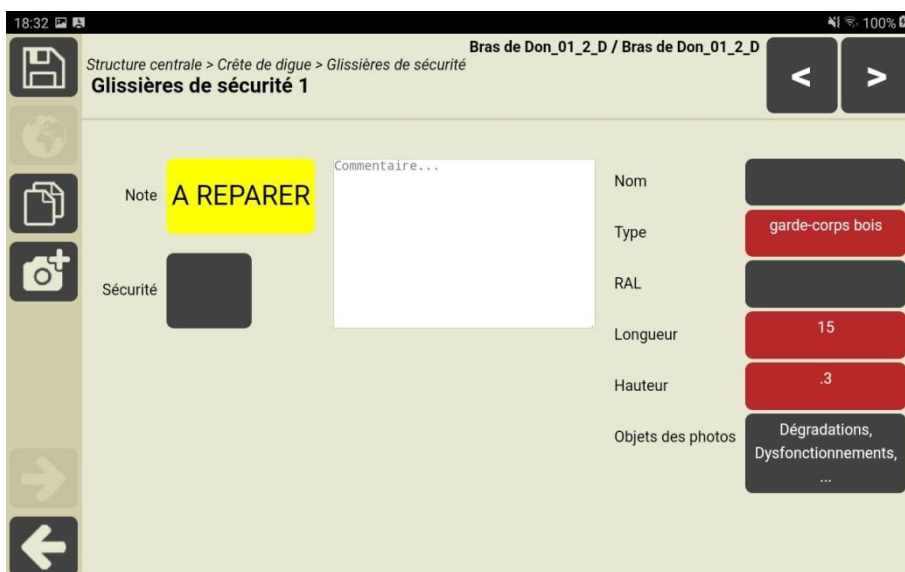 18:32
100%
Bras de Don_01_2_D / Bras de Don_01_2_D
Structure centrale > Crête de digue > Glissières de sécurité
Glissières de sécurité 1
< >
Note
A REPARER
Commentaire...
Sécurité
Nom
Type
garde-corps bois
RAL
Longueur
15
Hauteur
.3
Objets des photos
Dégradations,
Dysfonctionnements,
...